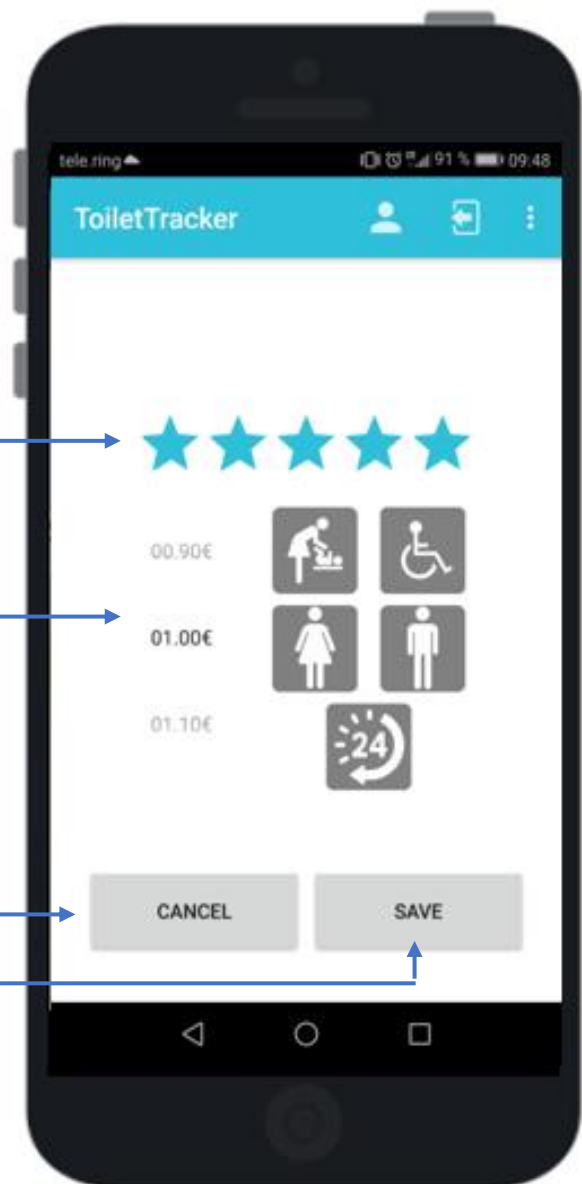 tele.ring 91 % 09:48
ToiletTracker
00.90€
01.00€
01.10€
24
CANCEL SAVE